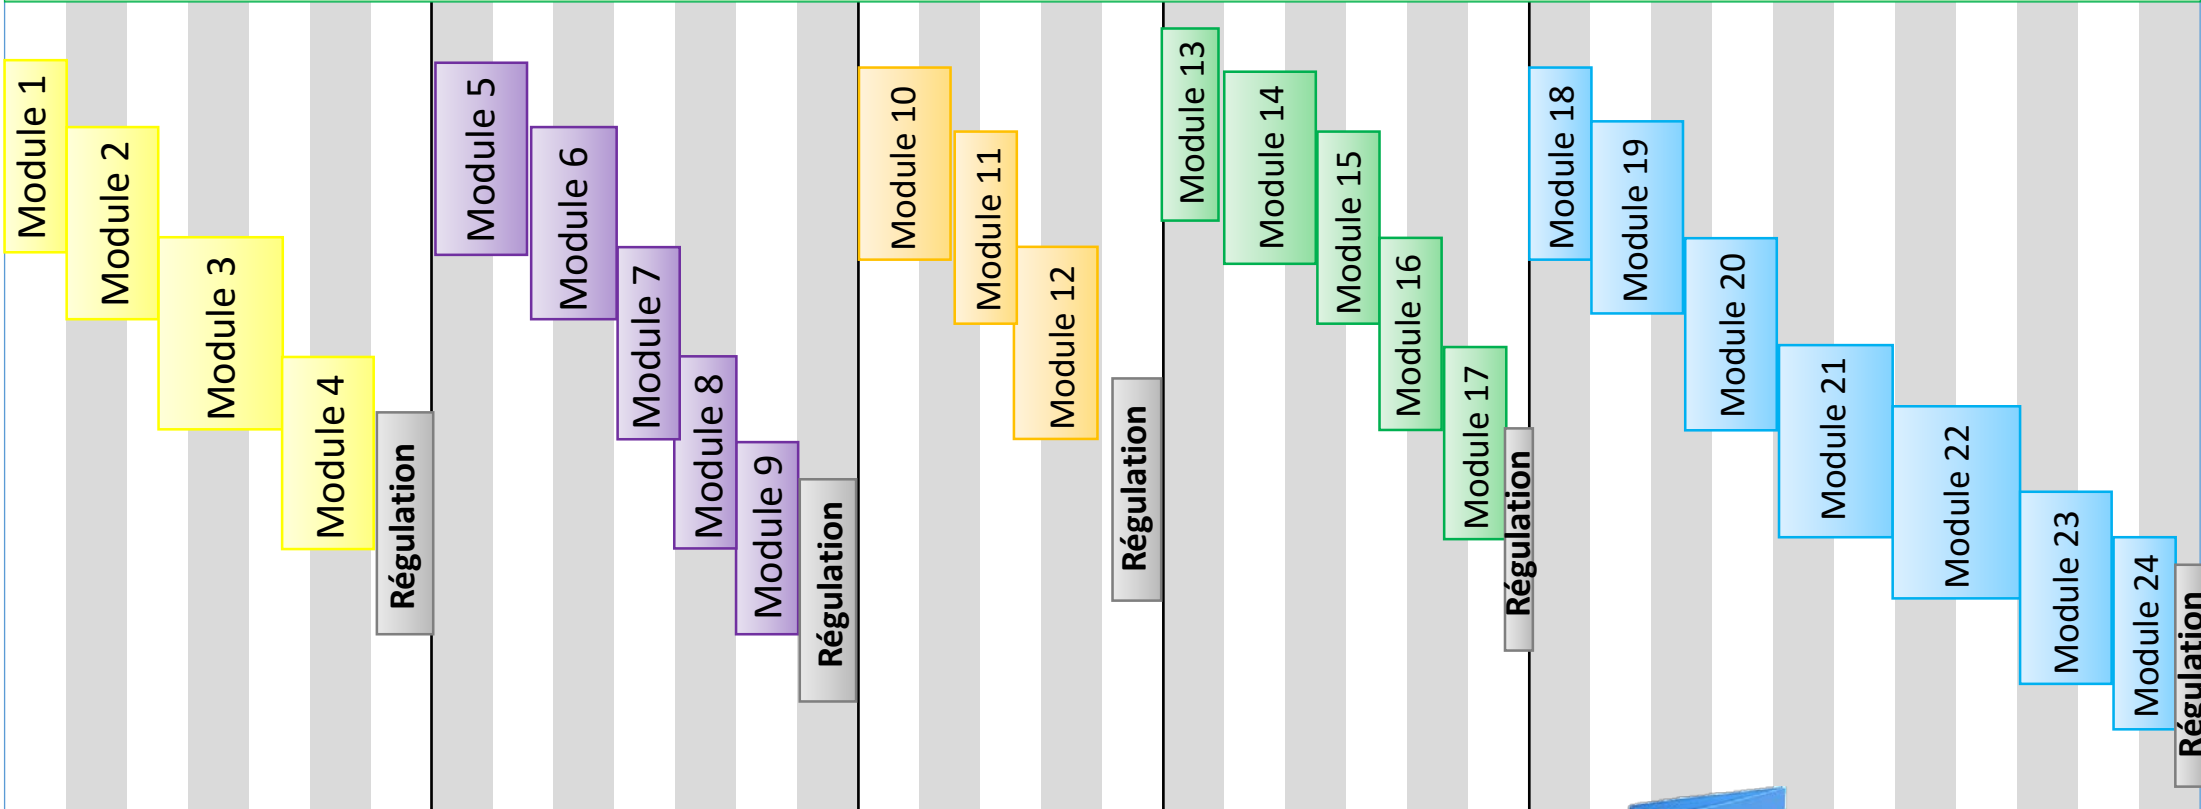 Module 1
Module 2
Module 3
Module 4
Régulation
Module 5
Module 6
Module 7
Module 8
Module 9
Régulation
Module 10
Module 11
Module 12
Régulation
Module 13
Module 14
Module 15
Module 16
Module 17
Régulation
Module 18
Module 19
Module 20
Module 21
Module 22
Module 23
Module 24
Régulation